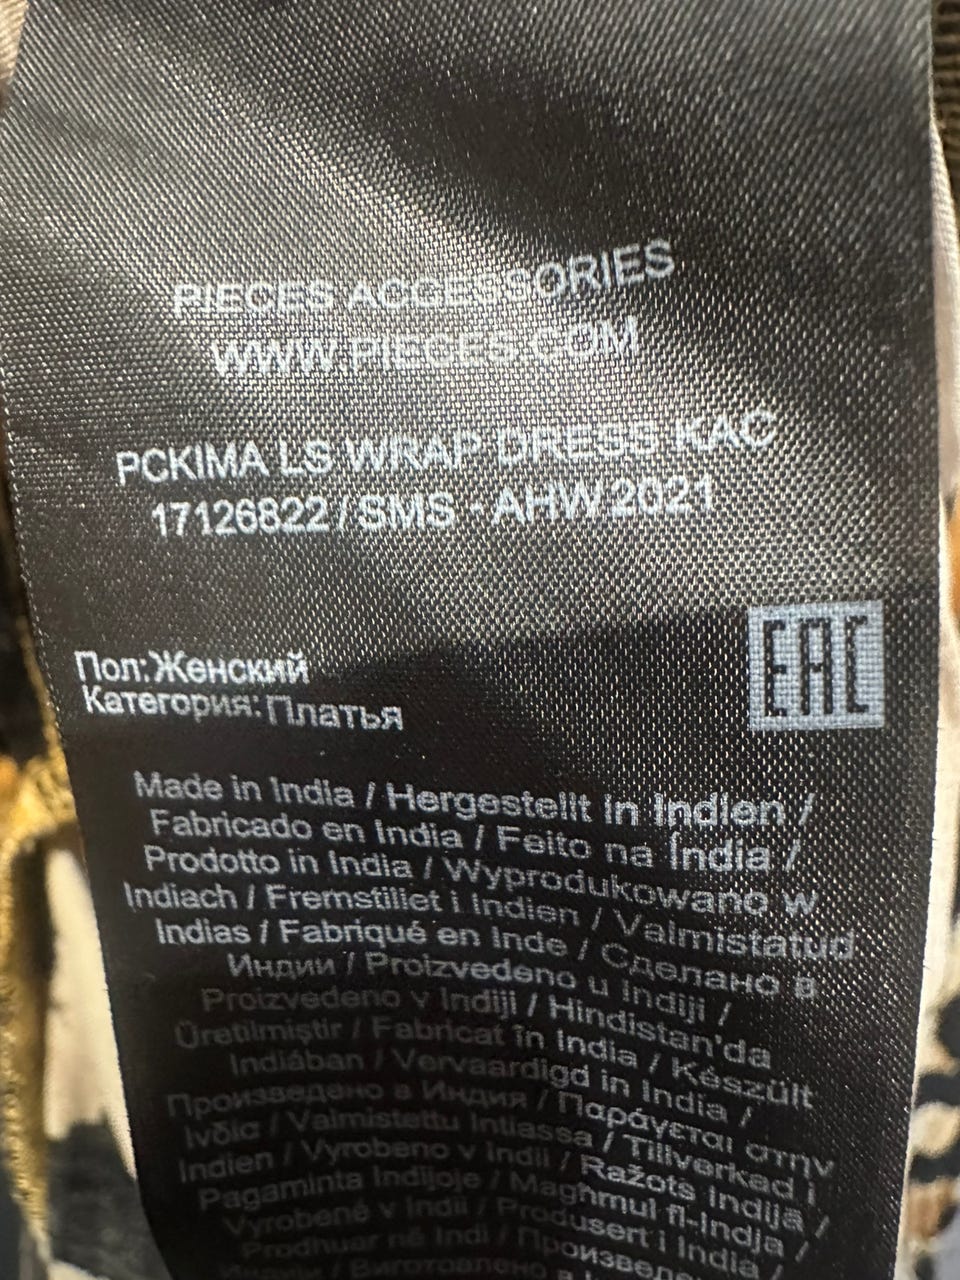 PIECES ACCESSORIES
WWW.PIECES.COM
PCKIMA LS WRAP DRESS KAC
17126822 / SMS - AHW.2021
EAC
Пол:Женский
Категория:Платья
Made in India / Hergestellt in Indien /
Fabricado en India / Feito na Índia /
Prodotto in India / Wyprodukowano w
Indiach / Fremstillet i Indien / Valmistatud
Indias / Fabriqué en Inde / Сделано в
Индии / Proizvedeno u Indiji /
Proizvedeno v Indiji / Hindistan'da
Üretilmiştir / Fabricat în India / Készült
Indiában / Vervaardigd in India /
Произведено в Индия / Παράγεται στην
Ινδία / Valmistettu Intiassa / Tillverkad i
Indien / Vyrobeno v Indii / Ražots Indijā /
Pagaminta Indijoje / Magħmul fl-Indja /
Vyrobené v Indii / Produsert i India /
Prodhuar në Indi / Произведено